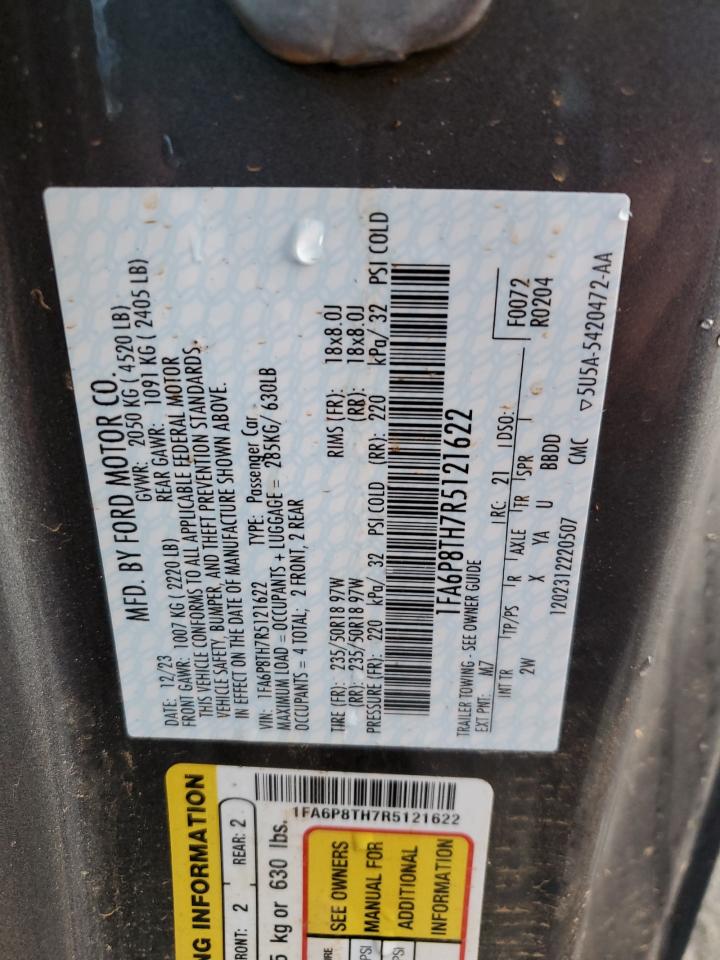 MFD. BY FORD MOTOR CO.
DATE: 12/23 GVWR: 2050 KG ( 4520 LB)
FRONT GAWR: 1007 KG ( 2220 LB) REAR GAWR: 1091 KG ( 2405 LB)
THIS VEHICLE CONFORMS TO ALL APPLICABLE FEDERAL MOTOR
VEHICLE SAFETY, BUMPER, AND THEFT PREVENTION STANDARDS
IN EFFECT ON THE DATE OF MANUFACTURE SHOWN ABOVE.
VIN: 1FA6P8TH7R5121622 TYPE: Passenger Car
MAXIMUM LOAD = OCCUPANTS + LUGGAGE = 285KG/ 630LB
OCCUPANTS = 4 TOTAL; 2 FRONT, 2 REAR
TIRE (FR): 235/50R18 97W RIMS (FR): 18x8.0J
(RR): 235/50R18 97W (RR): 18x8.0J
PRESSURE (FR): 220 kPa/ 32 PSI COLD (RR): 220 kPa/ 32 PSI COLD
1FA6P8TH7R5121622
TRAILER TOWING - SEE OWNER GUIDE
EXT PNT: M7 RC: 21 DSO: F0072
R0204
INT TR TP/PS R AXLE TR SPR
2W X YA U BBDD
1202312220507 CMC ▽5U5A-5420472-AA
NG INFORMATION
FRONT: 2 REAR: 2
5 kg or 630 lbs.
1FA6P8TH7R5121622
SEE OWNERS
MANUAL FOR
ADDITIONAL
INFORMATION
PSI
PSI